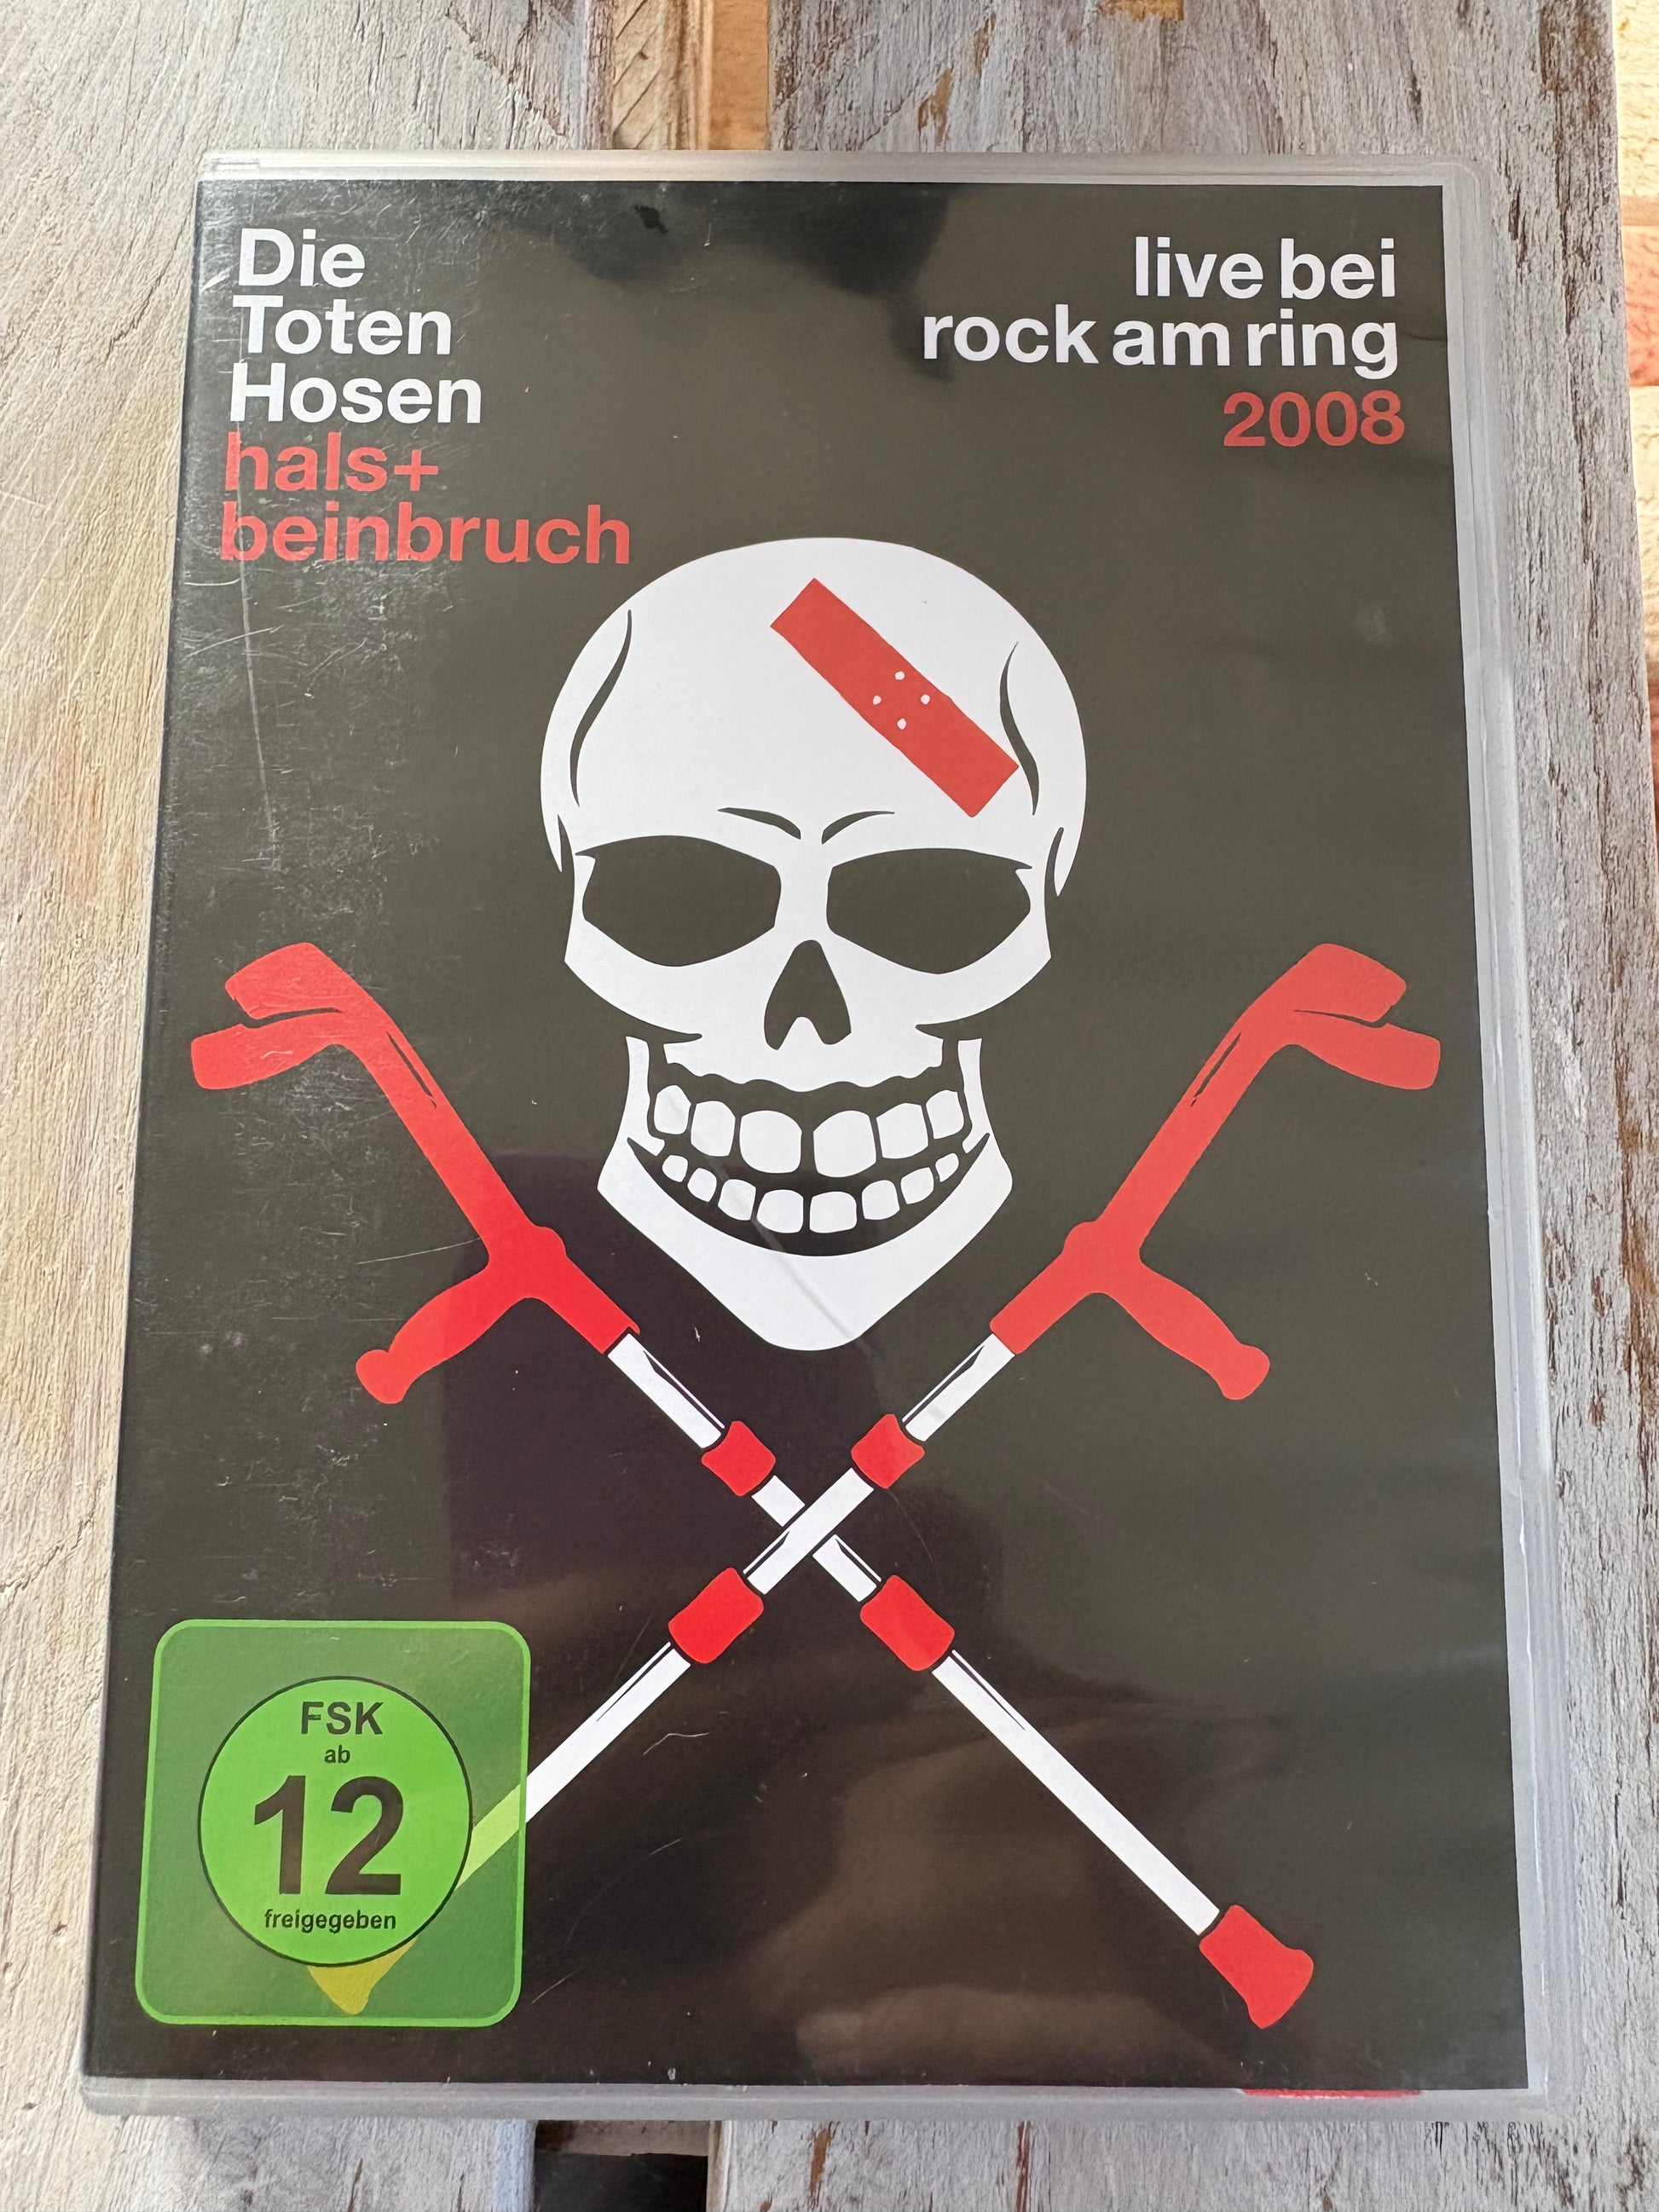 Die
Toten
Hosen
hals+
beinbruch
live bei
rock am ring
2008
FSK
ab
12
freigegeben